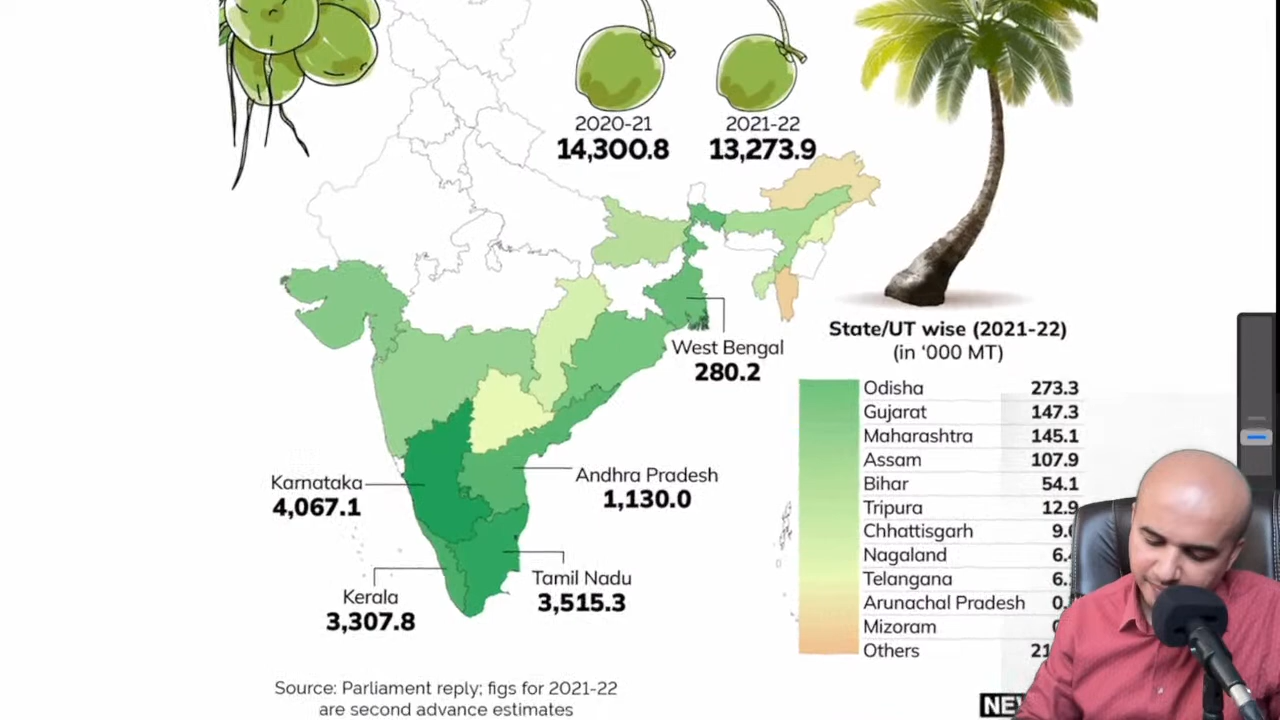 2020-21
14,300.8
2021-22
13,273.9
West Bengal
280.2
Karnataka
4,067.1
Andhra Pradesh
1,130.0
Kerala
3,307.8
Tamil Nadu
3,515.3
State/UT wise (2021-22)
(in ‘000 MT)
Odisha 273.3
Gujarat 147.3
Maharashtra 145.1
Assam 107.9
Bihar 54.1
Tripura 12.9
Chhattisgarh
Nagaland
Telangana
Arunachal Pradesh
Mizoram
Others
Source: Parliament reply; figs for 2021-22
are second advance estimates